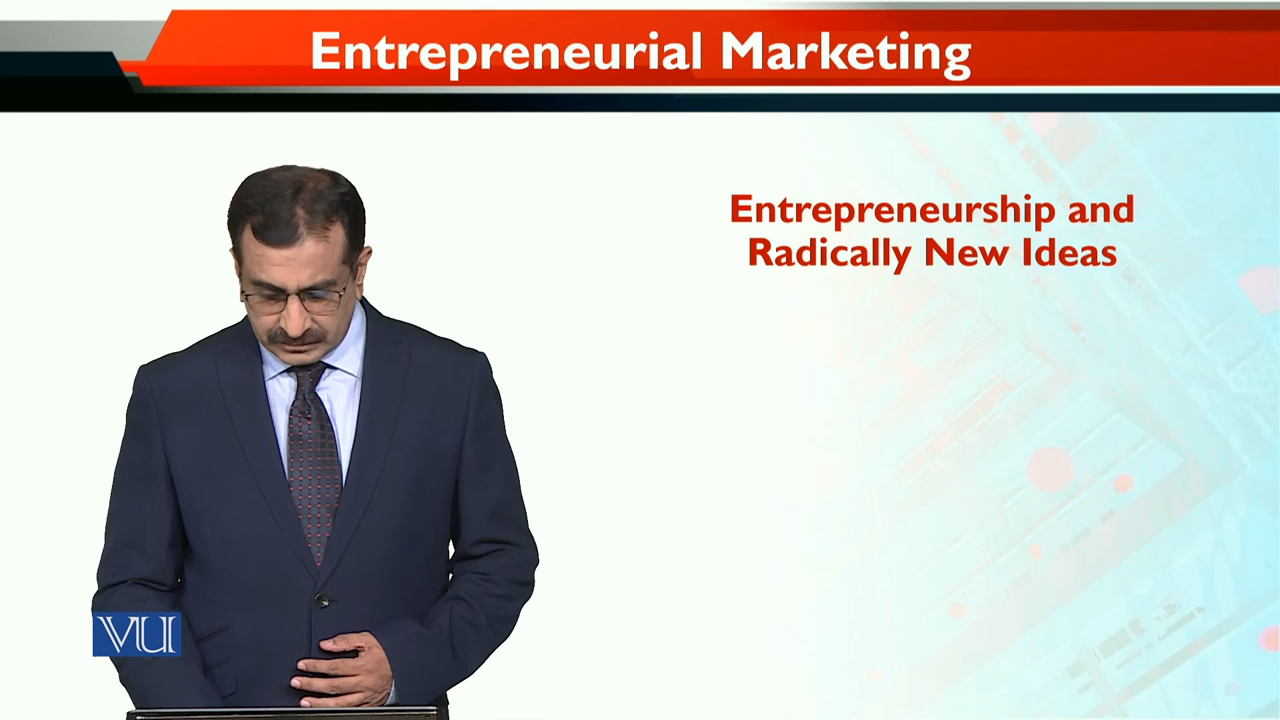 Entrepreneurial Marketing
Entrepreneurship and
Radically New Ideas
VU